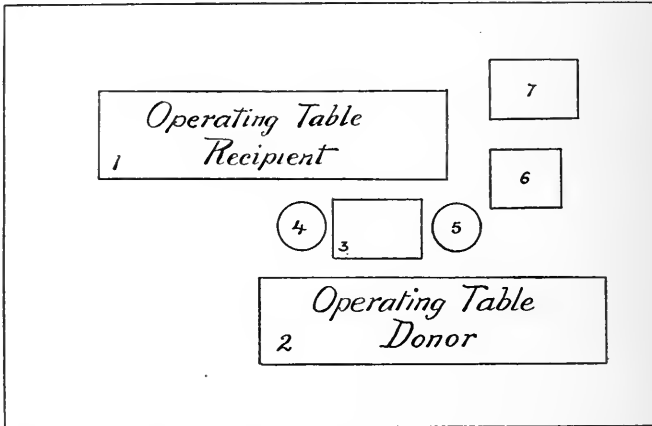 7
Operating Table
1 Recipient
6
4 3 5
Operating Table
2 Donor